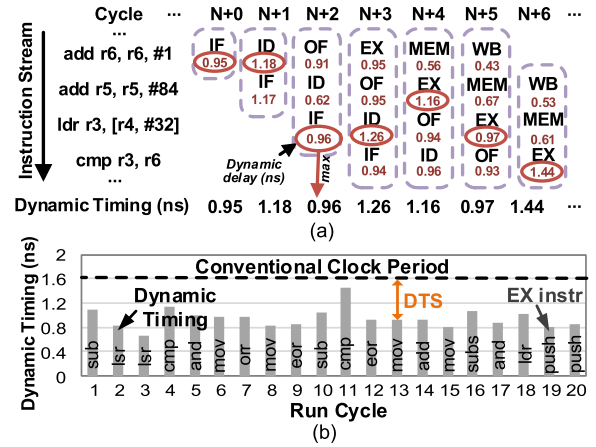 Cycle ... N+0 N+1 N+2 N+3 N+4 N+5 N+6 ...
Instruction Stream
...
add r6, r6, #1 IF ID OF EX MEM WB
0.95 1.18 0.91 0.95 0.56 0.43
add r5, r5, #84 IF ID OF EX MEM WB
1.17 0.62 0.95 1.16 0.67 0.53
ldr r3, [r4, #32] IF ID OF EX MEM
0.96 1.26 0.94 0.97 0.61
cmp r3, r6 IF ID OF EX
0.94 0.96 0.93 1.44
...
Dynamic delay (ns)
max
Dynamic Timing (ns) 0.95 1.18 0.96 1.26 1.16 0.97 1.44 ...
(a)
Dynamic Timing (ns)
2
1.6
1.2
0.8
0.4
0
Conventional Clock Period
Dynamic Timing
DTS
EX instr
sub lsr lsr cmp and mov orr mov eor sub cmp eor mov add mov subs and ldr push push
1 2 3 4 5 6 7 8 9 10 11 12 13 14 15 16 17 18 19 20
Run Cycle
(b)